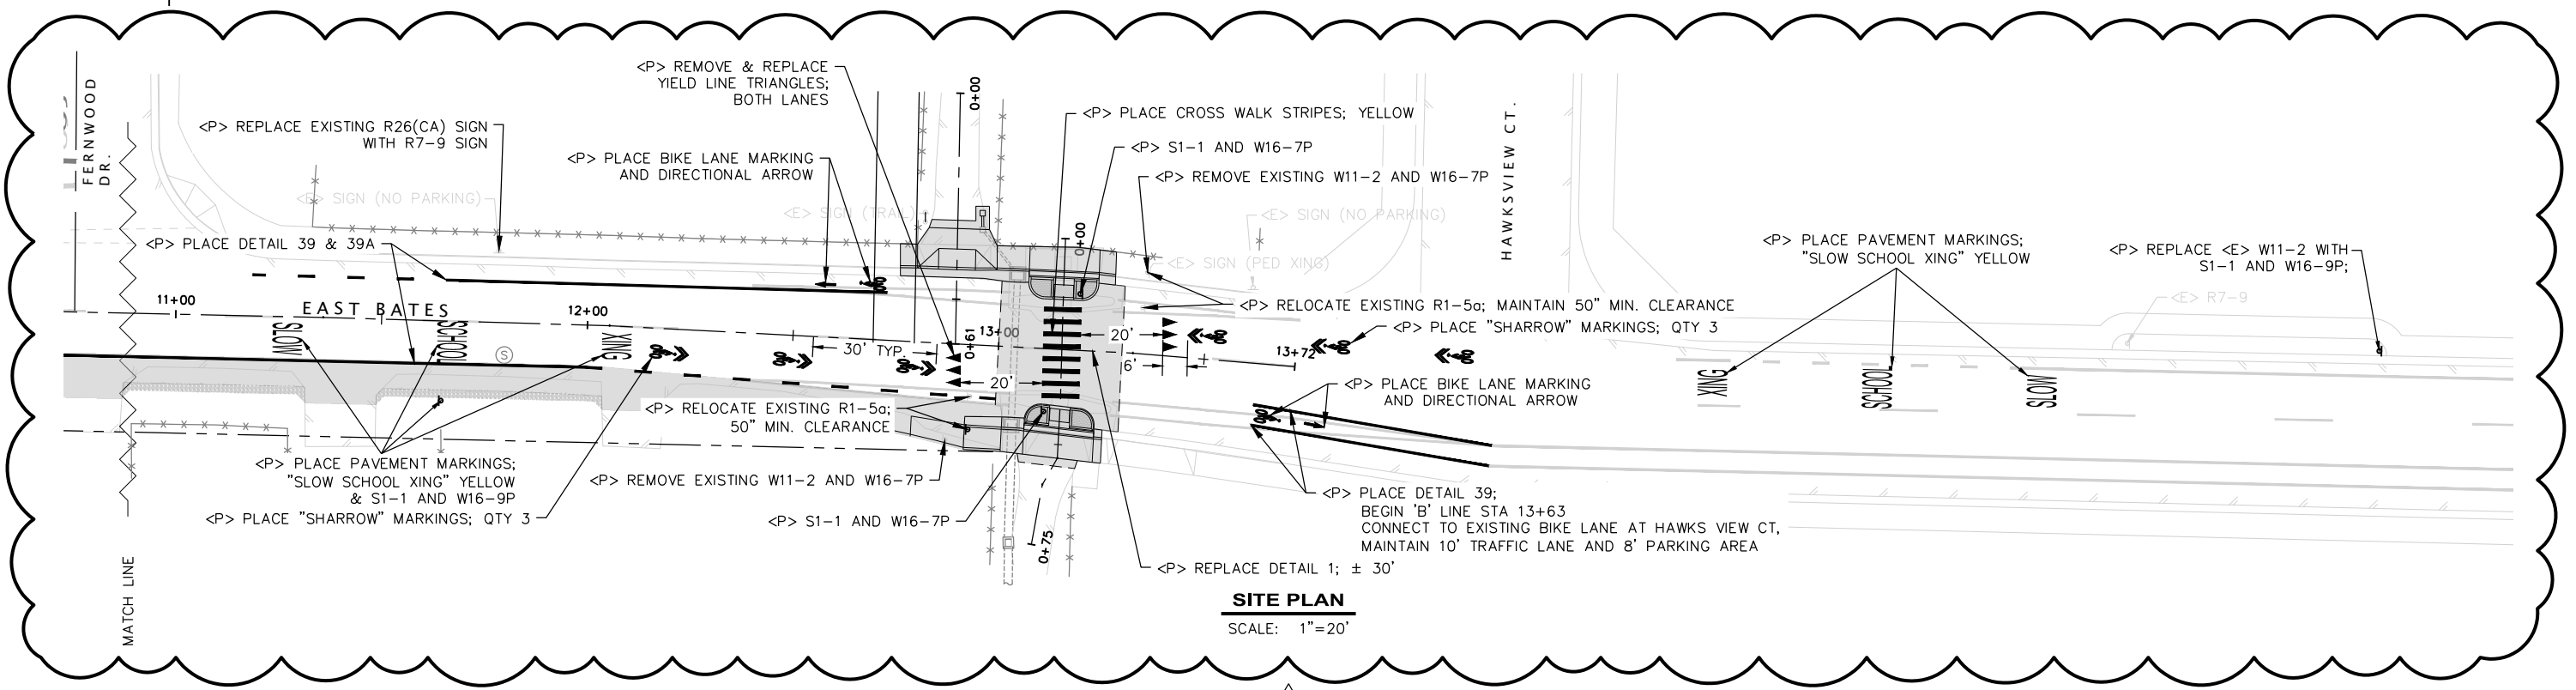 <P> REMOVE & REPLACE
YIELD LINE TRIANGLES;
BOTH LANES
0+00
<P> PLACE CROSS WALK STRIPES; YELLOW
FERNWOOD
DR.
<P> REPLACE EXISTING R26(CA) SIGN
WITH R7-9 SIGN
<P> PLACE BIKE LANE MARKING
AND DIRECTIONAL ARROW
<P> S1-1 AND W16-7P
<P> REMOVE EXISTING W11-2 AND W16-7P
HAWKSVIEW CT.
<E> SIGN (NO PARKING)
<E> SIGN (TRAIL)
<E> SIGN (NO PARKING)
<P> PLACE DETAIL 39 & 39A
0+00
<E> SIGN (PED XING)
<P> PLACE PAVEMENT MARKINGS;
"SLOW SCHOOL XING" YELLOW
<P> REPLACE <E> W11-2 WITH
S1-1 AND W16-9P;
<E> R7-9
11+00
EAST BATES
12+00
13+00
<P> RELOCATE EXISTING R1-5a; MAINTAIN 50" MIN. CLEARANCE
<P> PLACE "SHARROW" MARKINGS; QTY 3
SLOW
SCHOOL
S
XING
30' TYP.
0+61
20'
20'
6'
13+72
XING
SCHOOL
SLOW
<P> PLACE BIKE LANE MARKING
AND DIRECTIONAL ARROW
<P> RELOCATE EXISTING R1-5a;
50" MIN. CLEARANCE
<P> PLACE PAVEMENT MARKINGS;
"SLOW SCHOOL XING" YELLOW
& S1-1 AND W16-9P
<P> PLACE "SHARROW" MARKINGS; QTY 3
<P> REMOVE EXISTING W11-2 AND W16-7P
<P> S1-1 AND W16-7P
0+75
<P> PLACE DETAIL 39;
BEGIN 'B' LINE STA 13+63
CONNECT TO EXISTING BIKE LANE AT HAWKS VIEW CT,
MAINTAIN 10' TRAFFIC LANE AND 8' PARKING AREA
<P> REPLACE DETAIL 1; ± 30'
MATCH LINE
SITE PLAN
SCALE: 1"=20'